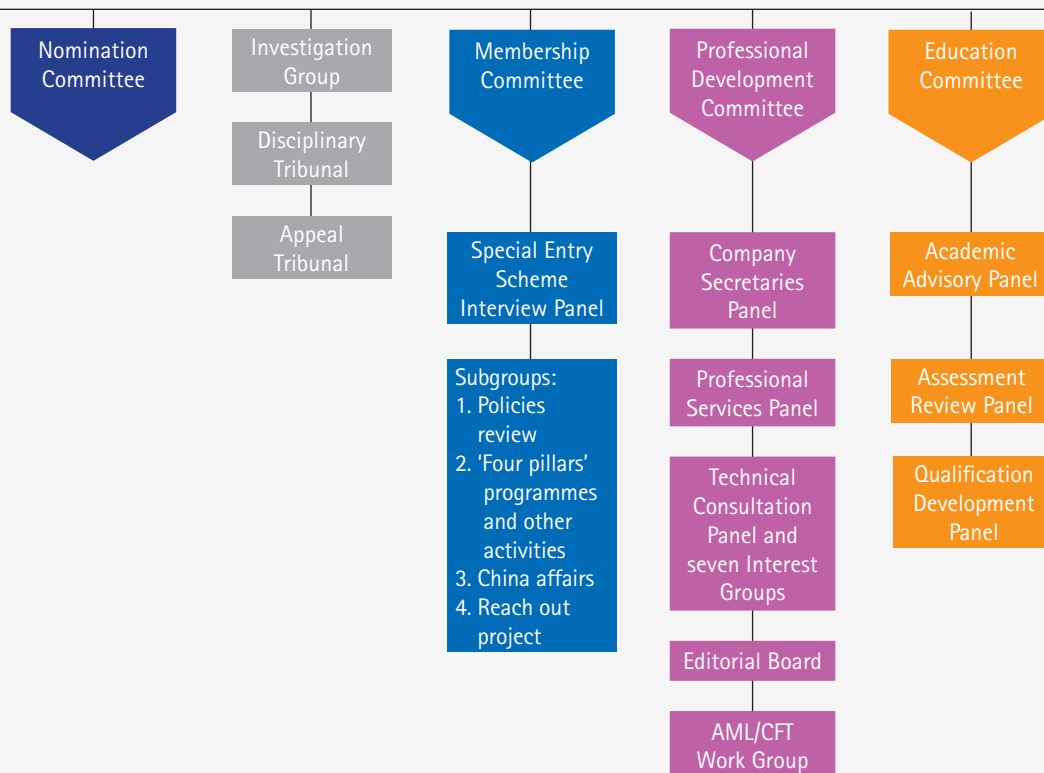 Nomination
Committee
Investigation
Group
Disciplinary
Tribunal
Appeal
Tribunal
Membership
Committee
Special Entry
Scheme
Interview Panel
Subgroups:
1. Policies
review
2. ‘Four pillars’
programmes
and other
activities
3. China affairs
4. Reach out
project
Professional
Development
Committee
Company
Secretaries
Panel
Professional
Services Panel
Technical
Consultation
Panel and
seven Interest
Groups
Editorial Board
AML/CFT
Work Group
Education
Committee
Academic
Advisory Panel
Assessment
Review Panel
Qualification
Development
Panel